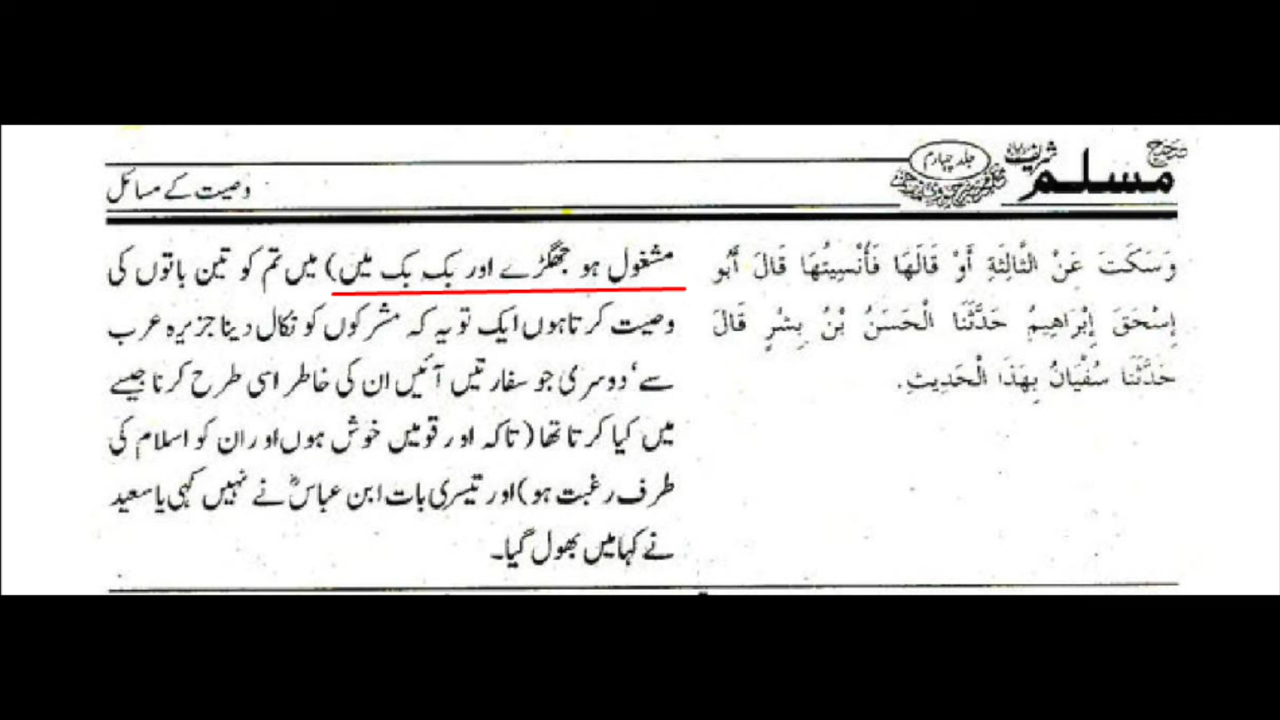 صحیح مسلم شریف
جلد چہارم
وصیت کے مسائل
وَسَكَتَ عَنْ الثَّالِثَةِ أَوْ قَالَهَا فَأُنْسِيتُهَا قَالَ أَبُو
إِسْحَقَ إِبْرَاهِيمُ حَدَّثَنَا الْحَسَنُ بْنُ بِشْرٍ قَالَ
حَدَّثَنَا سُفْيَانُ بِهَذَا الْحَدِيثِ.
مشغول ہو جھگڑے اور بک بک میں) میں تم کو تین باتوں کی
وصیت کرتا ہوں ایک تو یہ کہ مشرکوں کو نکال دینا جزیرہ عرب
سے‘ دوسری جو سفارتیں آئیں ان کی خاطر اسی طرح کرنا جیسے
میں کیا کرتا تھا (تاکہ اور قومیں خوش ہوں اور ان کو اسلام کی
طرف رغبت ہو) اور تیسری بات ابن عباسؓ نے نہیں کہی یا سعید
نے کہا میں بھول گیا۔